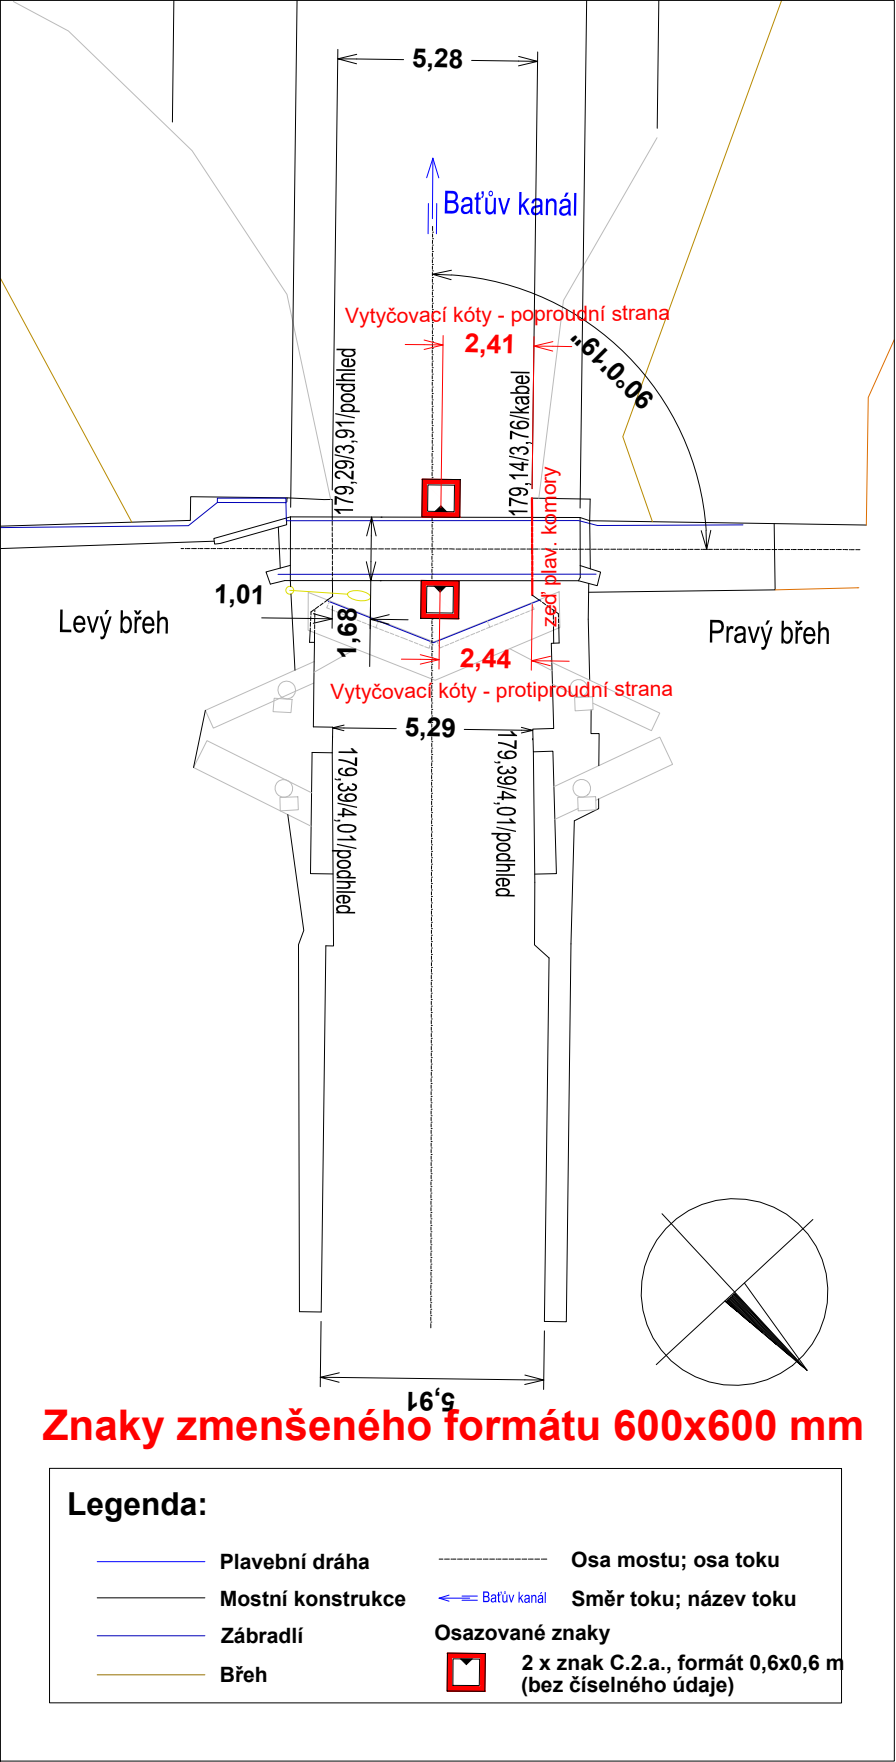 5,28
Baťův kanál
Vytyčovací kóty - poproudní strana
2,41
90°0'19"
179,29/3,91/podhled
179,14/3,76/kabel
zeď plav. komory
1,01
Levý břeh
1,68
Pravý břeh
2,44
Vytyčovací kóty - protiproudní strana
5,29
179,39/4,01/podhled
179,39/4,01/podhled
5,91
Znaky zmenšeného formátu 600x600 mm
Legenda:
Plavební dráha
Osa mostu; osa toku
Mostní konstrukce
Baťův kanál
Směr toku; název toku
Zábradlí
Osazované znaky
Břeh
2 x znak C.2.a., formát 0,6x0,6 m
(bez číselného údaje)